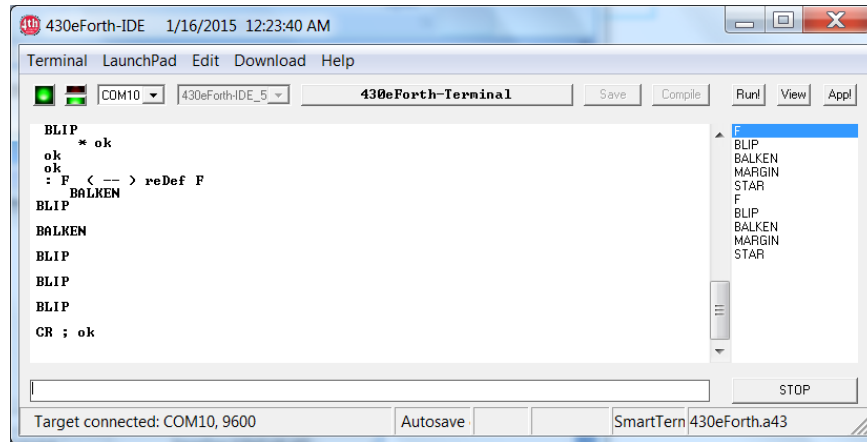 4th 430eForth-IDE 1/16/2015 12:23:40 AM
Terminal LaunchPad Edit Download Help
COM10 430eForth-IDE_5 430eForth-Terminal Save Compile Run! View App!
BLIP
* ok
ok
ok
: F ( -- ) reDef F
BALKEN
BLIP
BALKEN
BLIP
BLIP
BLIP
CR ; ok
F
BLIP
BALKEN
MARGIN
STAR
F
BLIP
BALKEN
MARGIN
STAR
STOP
Target connected: COM10, 9600 Autosave SmartTern 430eForth.a43